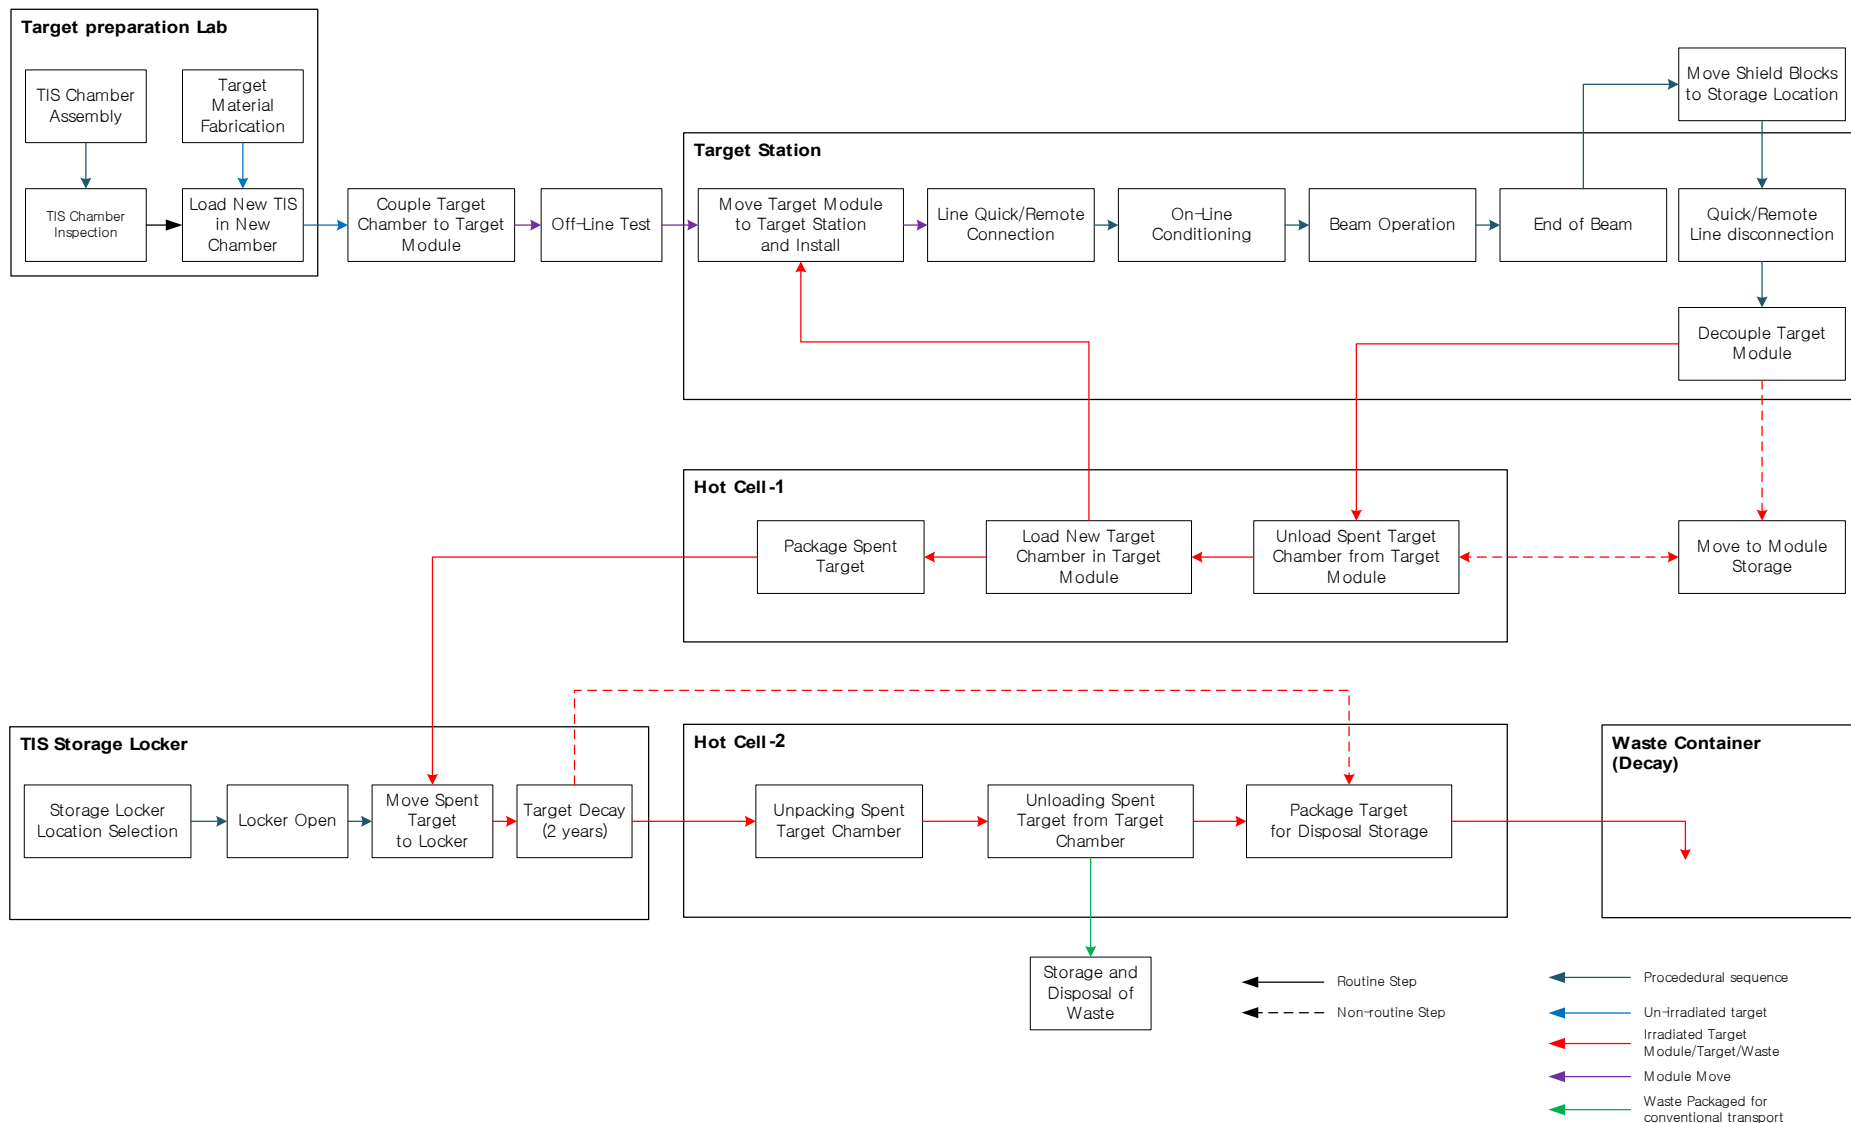 Target preparation Lab
TIS Chamber
Assembly
Target
Material
Fabrication
TIS Chamber
Inspection
Load New TIS
in New
Chamber
Couple Target
Chamber to Target
Module
Off-Line Test
Move Shield Blocks
to Storage Location
Target Station
Move Target Module
to Target Station
and Install
Line Quick/Remote
Connection
On-Line
Conditioning
Beam Operation
End of Beam
Quick/Remote
Line disconnection
Decouple Target
Module
Hot Cell-1
Package Spent
Target
Load New Target
Chamber in Target
Module
Unload Spent Target
Chamber from Target
Module
Move to Module
Storage
TIS Storage Locker
Storage Locker
Location Selection
Locker Open
Move Spent
Target
to Locker
Target Decay
(2 years)
Hot Cell-2
Unpacking Spent
Target Chamber
Unloading Spent
Target from Target
Chamber
Package Target
for Disposal Storage
Waste Container
(Decay)
Storage and
Disposal of
Waste
Routine Step
Non-routine Step
Procededural sequence
Un-irradiated target
Irradiated Target
Module/Target/Waste
Module Move
Waste Packaged for
conventional transport